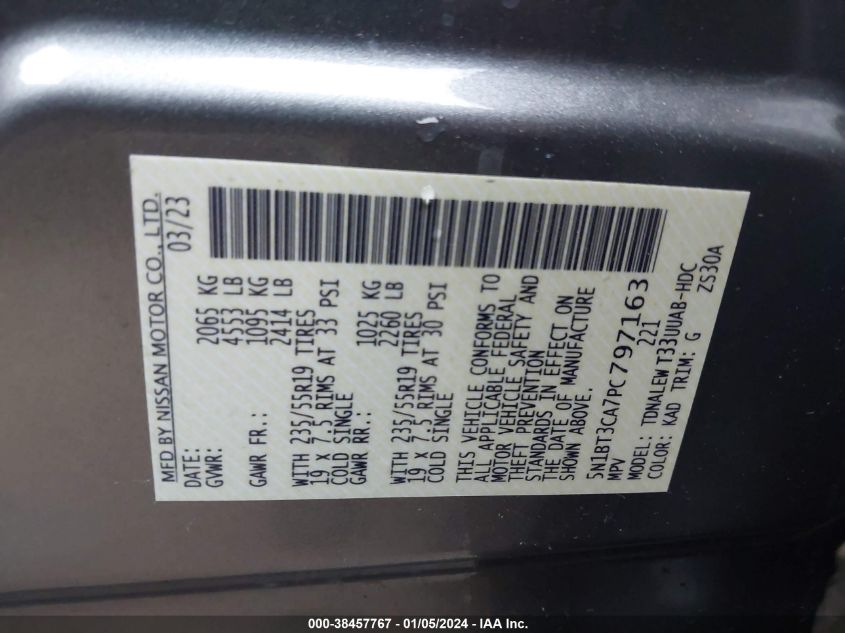 MFD BY NISSAN MOTOR CO., LTD.
DATE: 03/23
GVWR: 2065 KG
4553 LB
GAWR FR.: 1095 KG
2414 LB
WITH 235/55R19 TIRES
19 X 7.5 RIMS AT 33 PSI
COLD SINGLE
GAWR RR.: 1025 KG
2260 LB
WITH 235/55R19 TIRES
19 X 7.5 RIMS AT 30 PSI
COLD SINGLE
THIS VEHICLE CONFORMS TO
ALL APPLICABLE FEDERAL
MOTOR VEHICLE SAFETY AND
THEFT PREVENTION
STANDARDS IN EFFECT ON
THE DATE OF MANUFACTURE
SHOWN ABOVE.
5N1BT3CA7PC797163
MPV 221
MODEL: TDNALEW T33UUAB-HDC
COLOR: KAD TRIM: G ZS30A
000-38457767 - 01/05/2024 - IAA Inc.